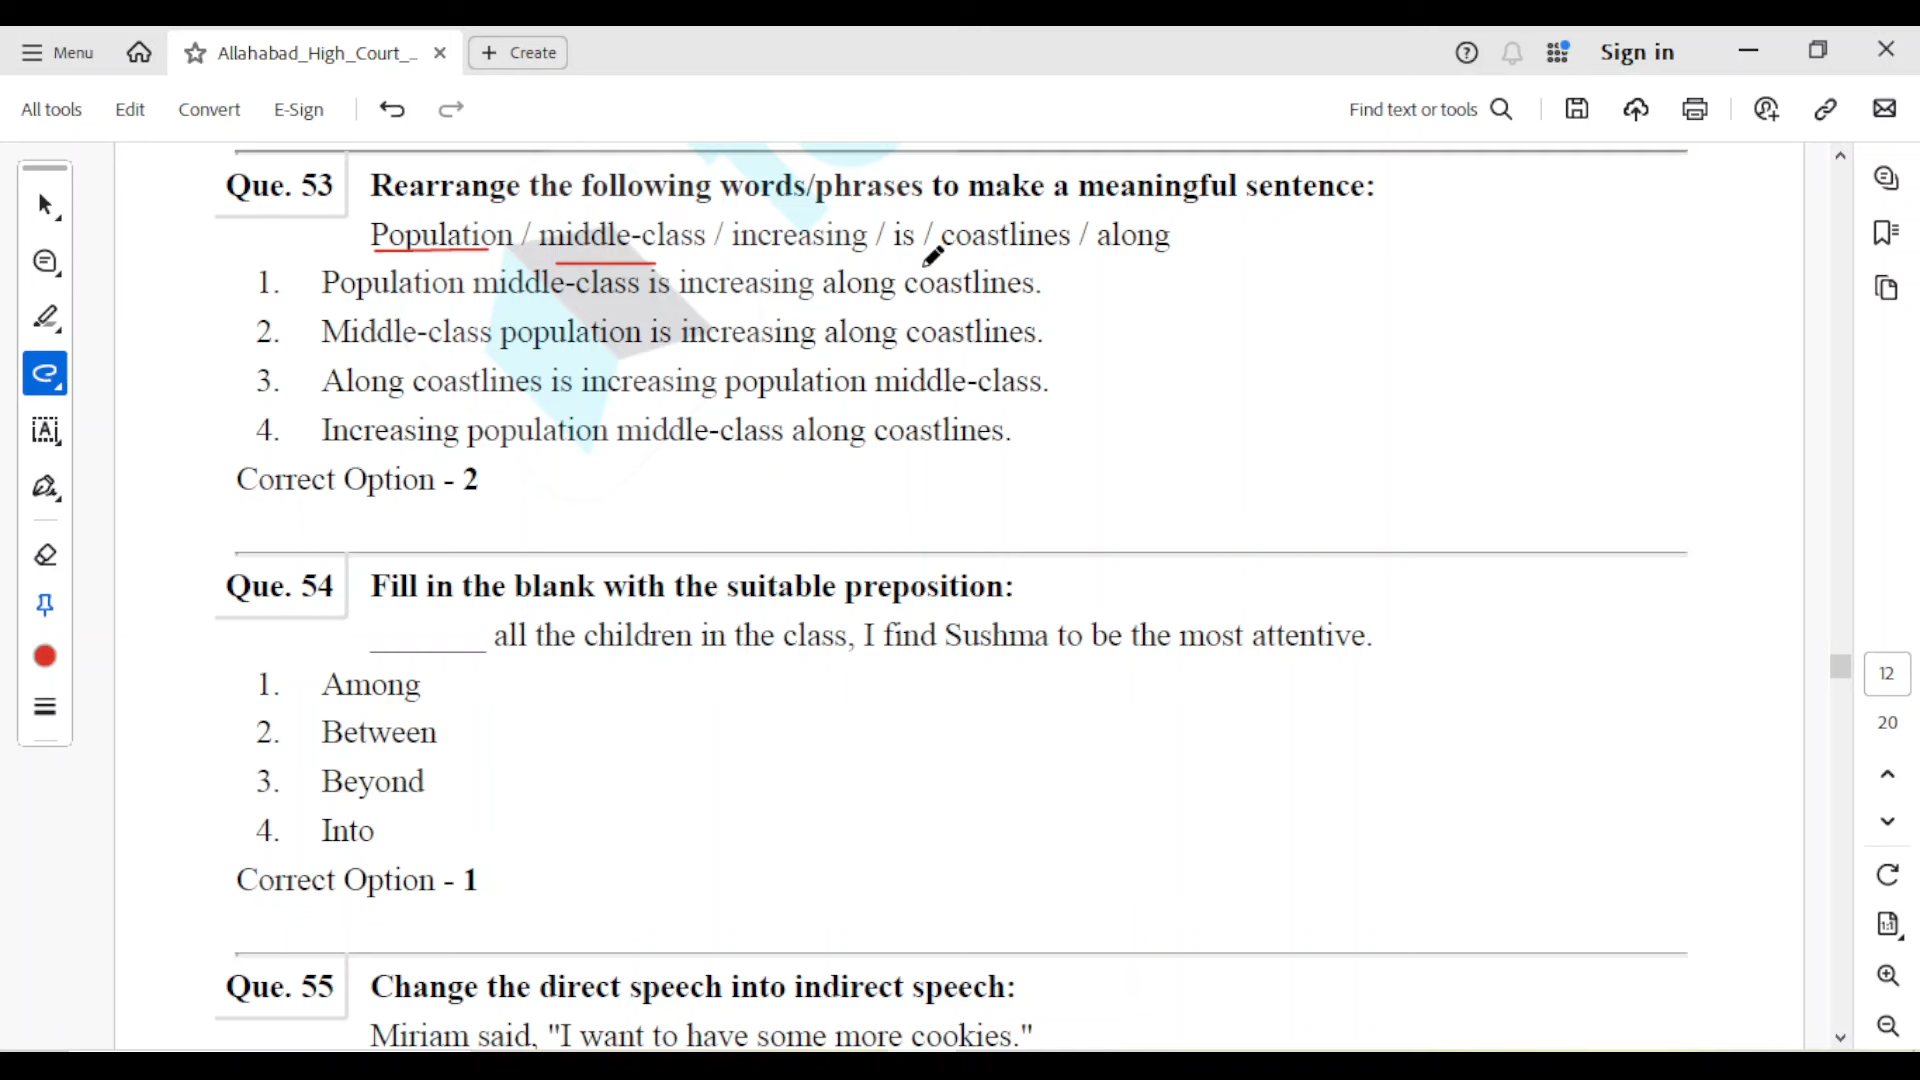 Menu
Allahabad_High_Court_...
Create
Sign in
All tools
Edit
Convert
E-Sign
Find text or tools
Que. 53
Rearrange the following words/phrases to make a meaningful sentence:
Population / middle-class / increasing / is / coastlines / along
1. Population middle-class is increasing along coastlines.
2. Middle-class population is increasing along coastlines.
3. Along coastlines is increasing population middle-class.
4. Increasing population middle-class along coastlines.
Correct Option - 2
Que. 54
Fill in the blank with the suitable preposition:
_______ all the children in the class, I find Sushma to be the most attentive.
1. Among
2. Between
3. Beyond
4. Into
Correct Option - 1
Que. 55
Change the direct speech into indirect speech:
Miriam said, "I want to have some more cookies."
12
20